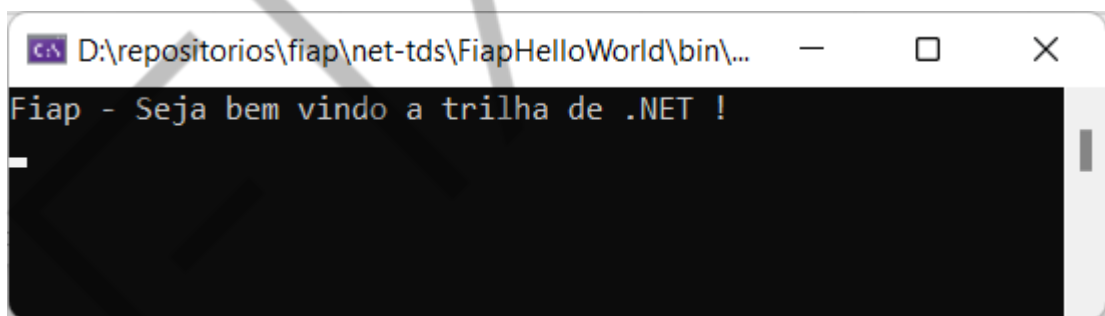 D:\repositorios\fiap\net-tds\FiapHelloWorld\bin\...
Fiap - Seja bem vindo a trilha de .NET !